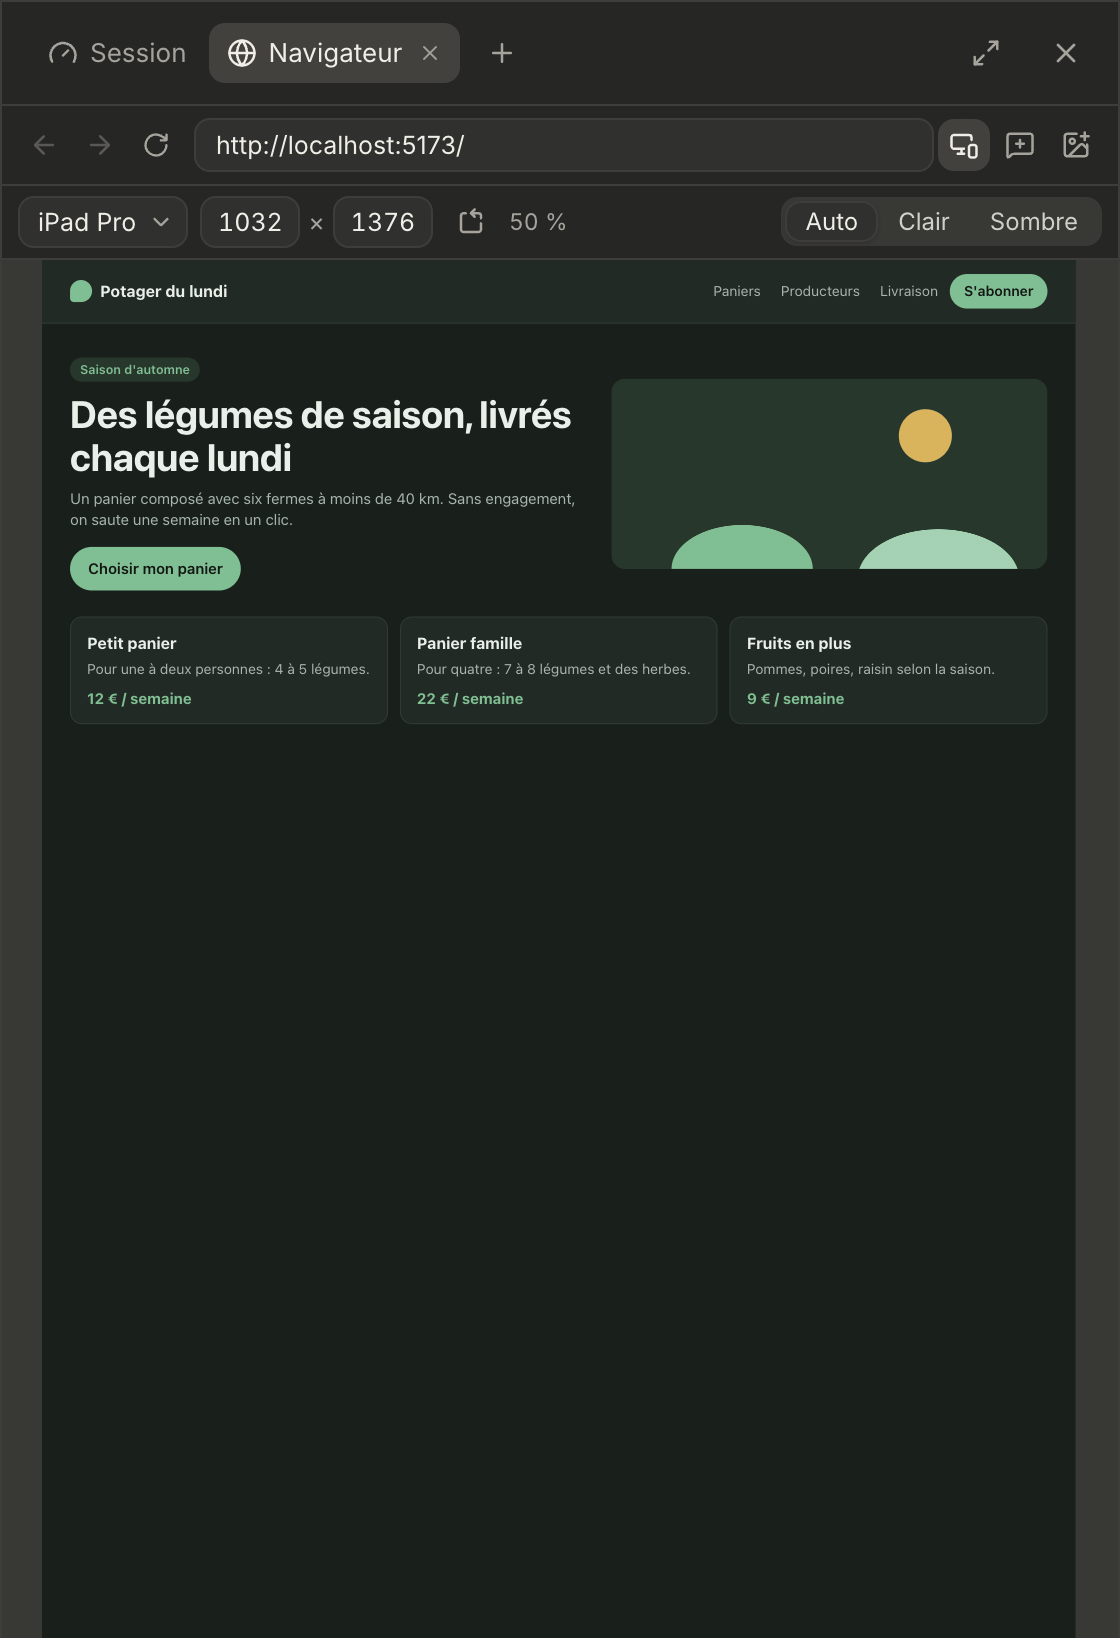 Session
Navigateur
http://localhost:5173/
iPad Pro
1032 × 1376
50 %
Auto
Clair
Sombre
Potager du lundi
Paniers
Producteurs
Livraison
S'abonner
Saison d'automne
Des légumes de saison, livrés
chaque lundi
Un panier composé avec six fermes à moins de 40 km. Sans engagement,
on saute une semaine en un clic.
Choisir mon panier
Petit panier
Pour une à deux personnes : 4 à 5 légumes.
12 € / semaine
Panier famille
Pour quatre : 7 à 8 légumes et des herbes.
22 € / semaine
Fruits en plus
Pommes, poires, raisin selon la saison.
9 € / semaine